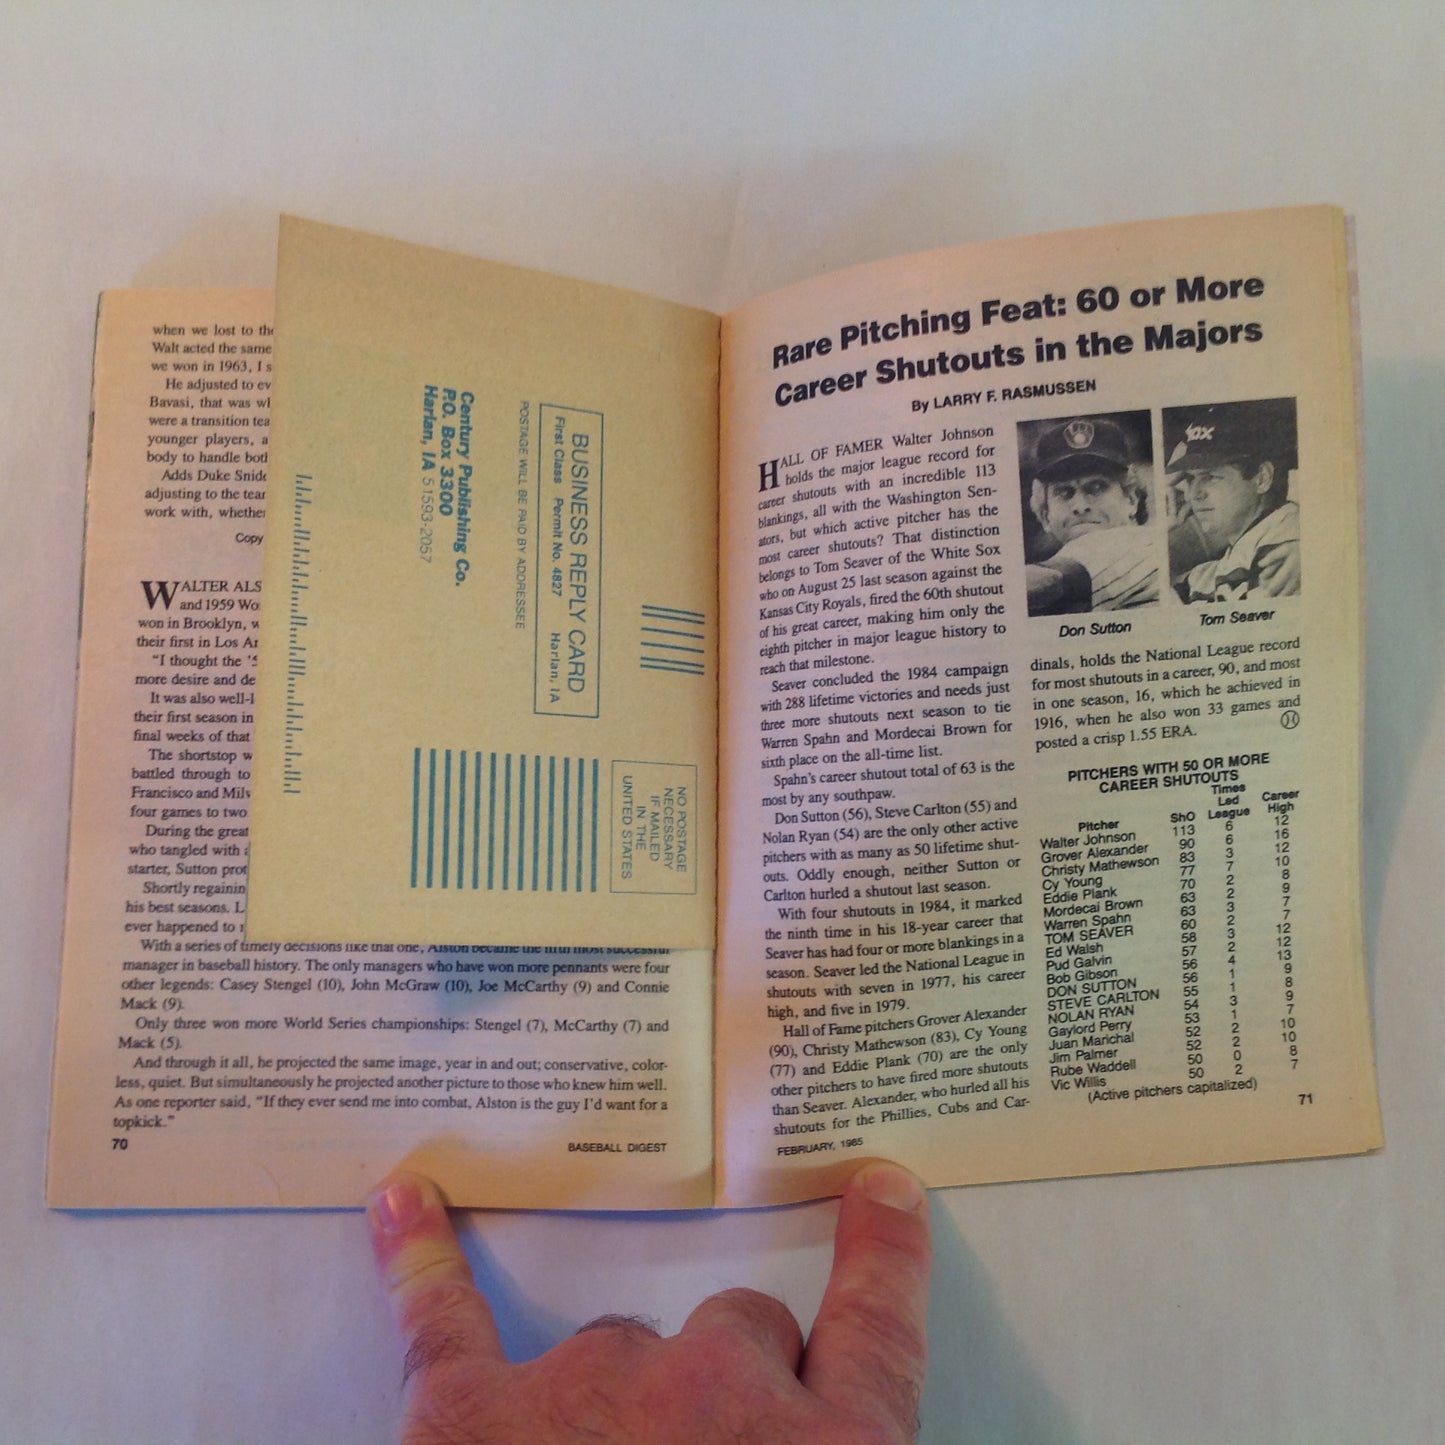 when we lost to the
Walt acted the same
we won in 1963, I s
He adjusted to ev
Bavasi, that was wh
were a transition tea
younger players, a
body to handle both
Adds Duke Snide
adjusting to the tear
work with, whether
Copy
WALTER ALS
and 1959 Wo
won in Brooklyn, w
their first in Los An
"I thought the '5
more desire and de
It was also well-l
their first season in
final weeks of that
The shortstop w
battled through to
Francisco and Milw
four games to two
During the great
who tangled with a
starter, Sutton prot
Shortly regainin
his best seasons. L
ever happened to
With a series of timely decisions like that one, Alston became the fifth most successful
manager in baseball history. The only managers who have won more pennants were four
other legends: Casey Stengel (10), John McGraw (10), Joe McCarthy (9) and Connie
Mack (9).
Only three won more World Series championships: Stengel (7), McCarthy (7) and
Mack (5).
And through it all, he projected the same image, year in and out; conservative, color-
less, quiet. But simultaneously he projected another picture to those who knew him well.
As one reporter said, "If they ever send me into combat, Alston is the guy I'd want for a
topkick."
70
BASEBALL DIGEST
NO POSTAGE
NECESSARY
IF MAILED
IN THE
UNITED STATES
BUSINESS REPLY CARD
First Class Permit No. 4827 Harlan, IA
POSTAGE WILL BE PAID BY ADDRESSEE
Century Publishing Co.
P.O. Box 3300
Harlan, IA 51593-2057
Rare Pitching Feat: 60 or More
Career Shutouts in the Majors
By LARRY F. RASMUSSEN
HALL OF FAMER Walter Johnson
holds the major league record for
career shutouts with an incredible 113
blankings, all with the Washington Sen-
ators, but which active pitcher has the
most career shutouts? That distinction
belongs to Tom Seaver of the White Sox
who on August 25 last season against the
Kansas City Royals, fired the 60th shutout
of his great career, making him only the
eighth pitcher in major league history to
reach that milestone.
Seaver concluded the 1984 campaign
with 288 lifetime victories and needs just
three more shutouts next season to tie
Warren Spahn and Mordecai Brown for
sixth place on the all-time list.
Spahn's career shutout total of 63 is the
most by any southpaw.
Don Sutton (56), Steve Carlton (55) and
Nolan Ryan (54) are the only other active
pitchers with as many as 50 lifetime shut-
outs. Oddly enough, neither Sutton or
Carlton hurled a shutout last season.
With four shutouts in 1984, it marked
the ninth time in his 18-year career that
Seaver has had four or more blankings in a
season. Seaver led the National League in
shutouts with seven in 1977, his career
high, and five in 1979.
Hall of Fame pitchers Grover Alexander
(90), Christy Mathewson (83), Cy Young
(77) and Eddie Plank (70) are the only
other pitchers to have fired more shutouts
than Seaver. Alexander, who hurled all his
shutouts for the Phillies, Cubs and Car-
sox
Don Sutton
Tom Seaver
dinals, holds the National League record
for most shutouts in a career, 90, and most
in one season, 16, which he achieved in
1916, when he also won 33 games and
posted a crisp 1.55 ERA.
PITCHERS WITH 50 OR MORE
CAREER SHUTOUTS
Pitcher ShO Times Led League Career High
Walter Johnson 113 6 12
Grover Alexander 90 6 16
Christy Mathewson 83 3 12
Cy Young 77 7 10
Eddie Plank 70 2 8
Mordecai Brown 63 2 9
Warren Spahn 63 3 7
TOM SEAVER 60 2 7
Ed Walsh 58 3 12
Pud Galvin 57 2 12
Bob Gibson 56 4 13
DON SUTTON 56 1 9
STEVE CARLTON 55 1 8
NOLAN RYAN 54 3 9
Gaylord Perry 53 1 7
Juan Marichal 52 2 10
Jim Palmer 52 2 10
Rube Waddell 50 0 8
Vic Willis 50 2 7
(Active pitchers capitalized)
FEBRUARY, 1985
71